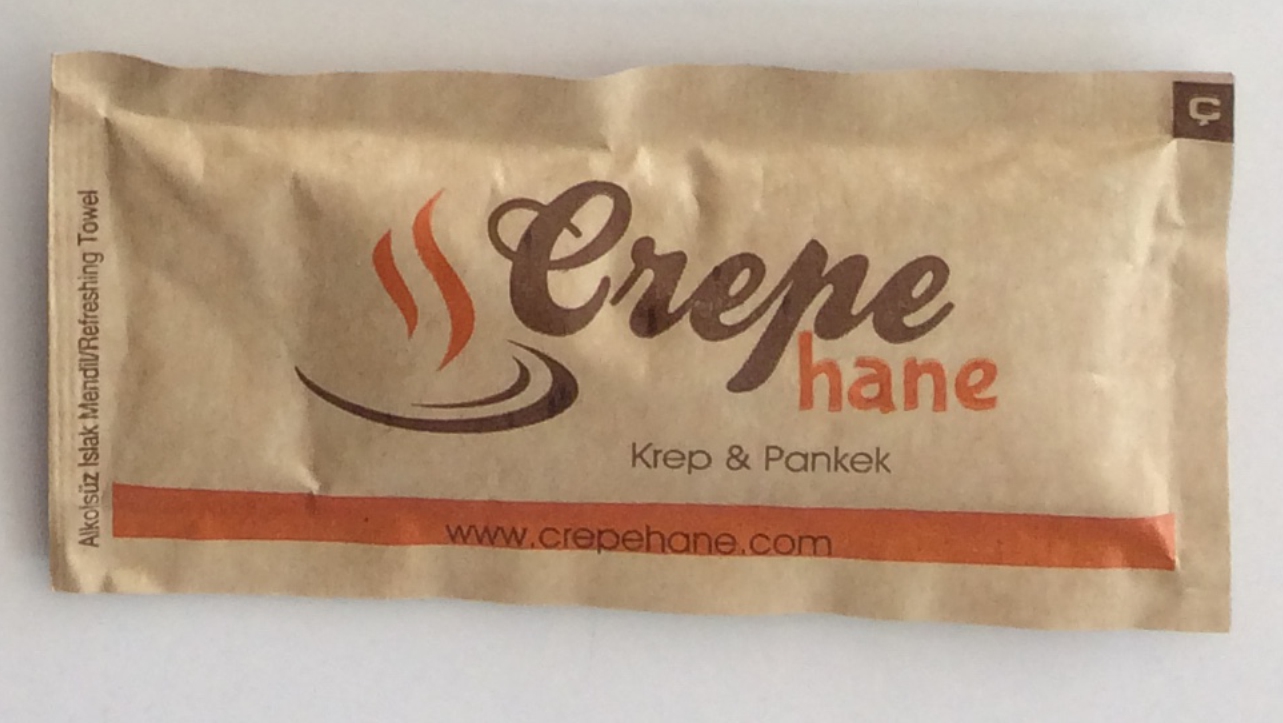 Ç
Crepe
hane
Krep & Pankek
www.crepehane.com
Alkolsüz Islak Mendil/Refreshing Towel